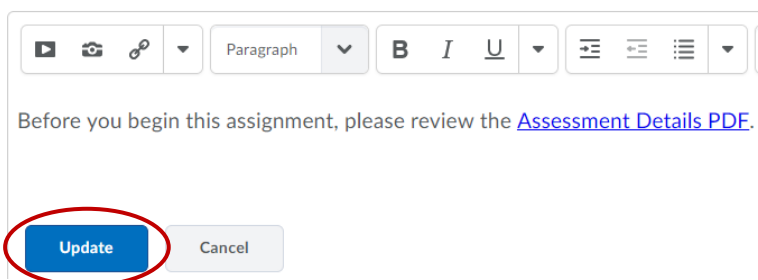 Paragraph B I U
Before you begin this assignment, please review the Assessment Details PDF.
Update Cancel